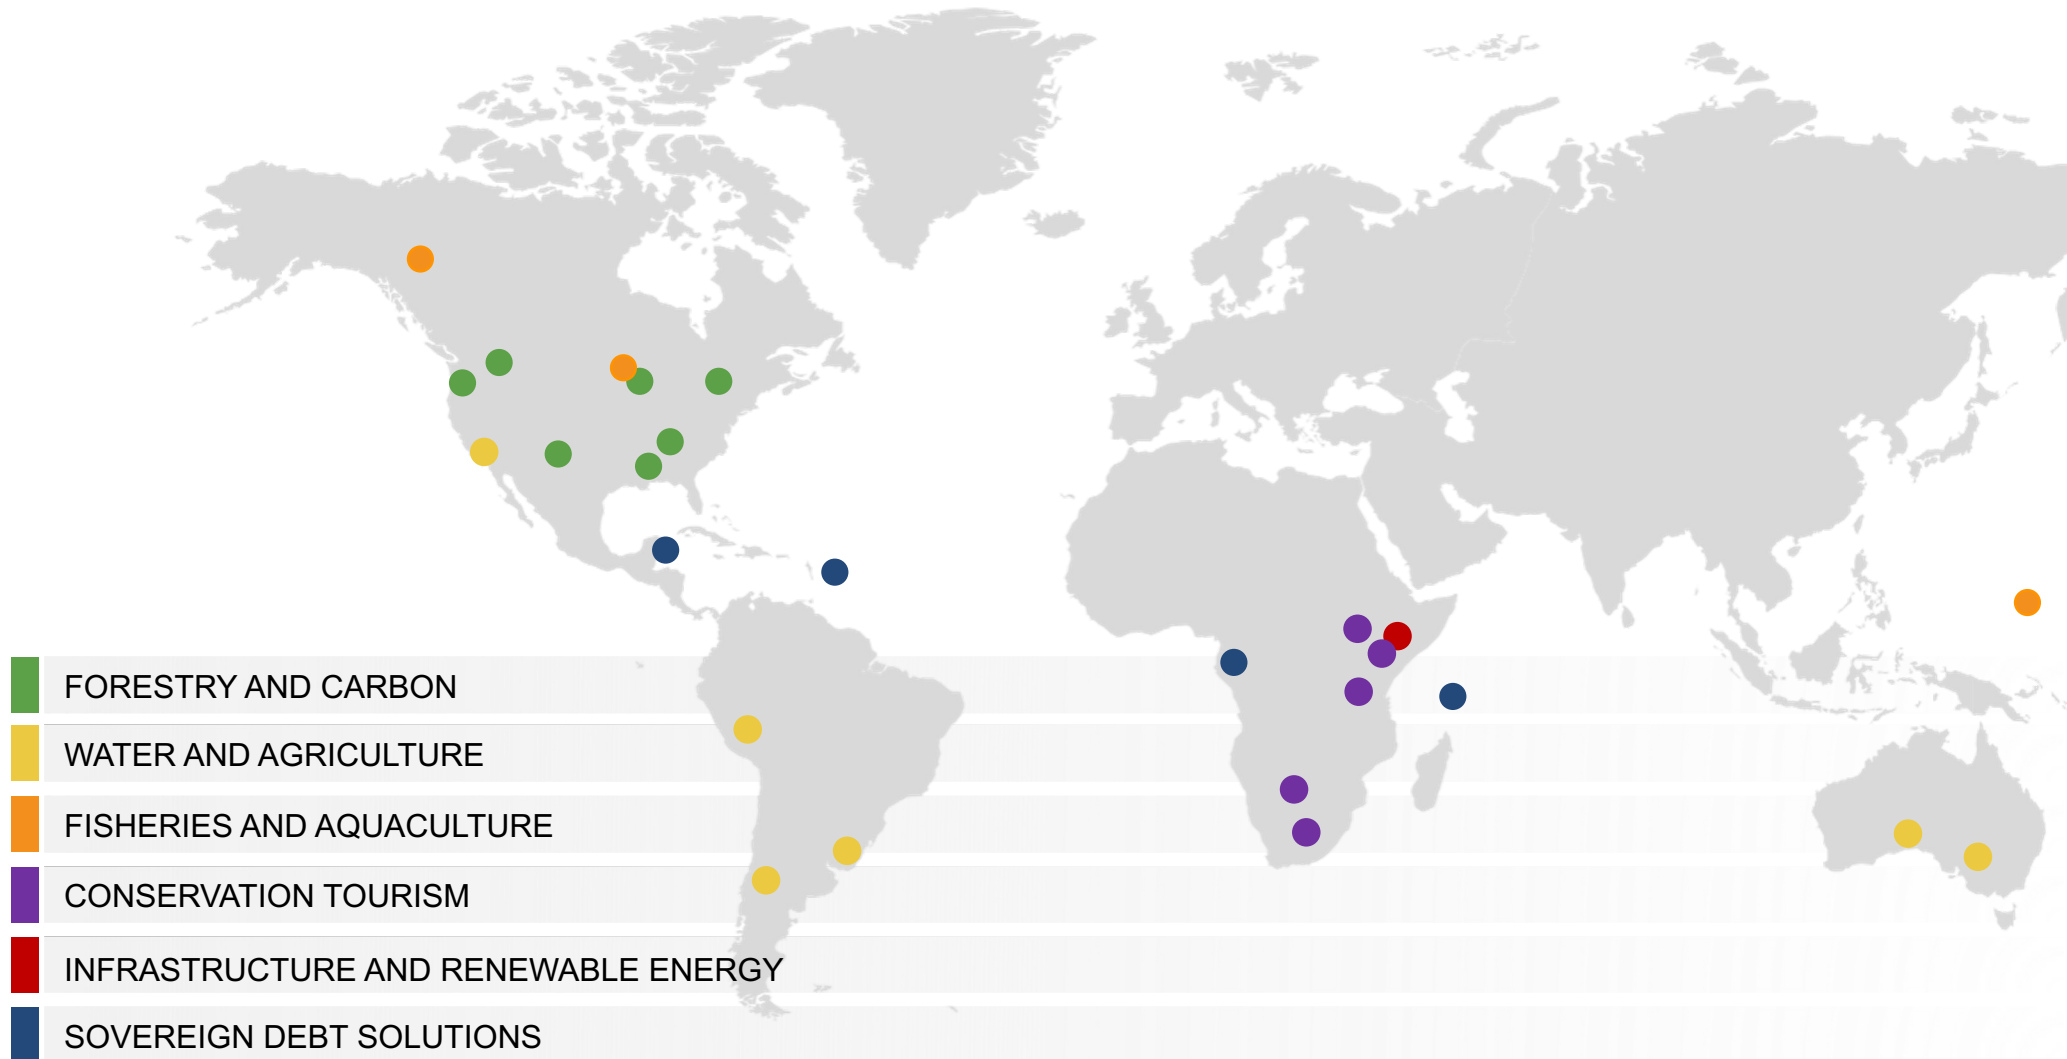 FORESTRY AND CARBON
WATER AND AGRICULTURE
FISHERIES AND AQUACULTURE
CONSERVATION TOURISM
INFRASTRUCTURE AND RENEWABLE ENERGY
SOVEREIGN DEBT SOLUTIONS